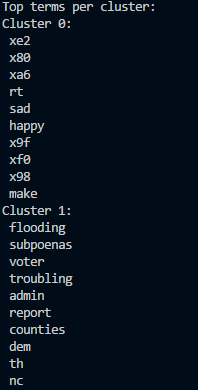 Top terms per cluster:
Cluster 0:
xe2
x80
xa6
rt
sad
happy
x9f
xf0
x98
make
Cluster 1:
flooding
subpoenas
voter
troubling
admin
report
counties
dem
th
nc